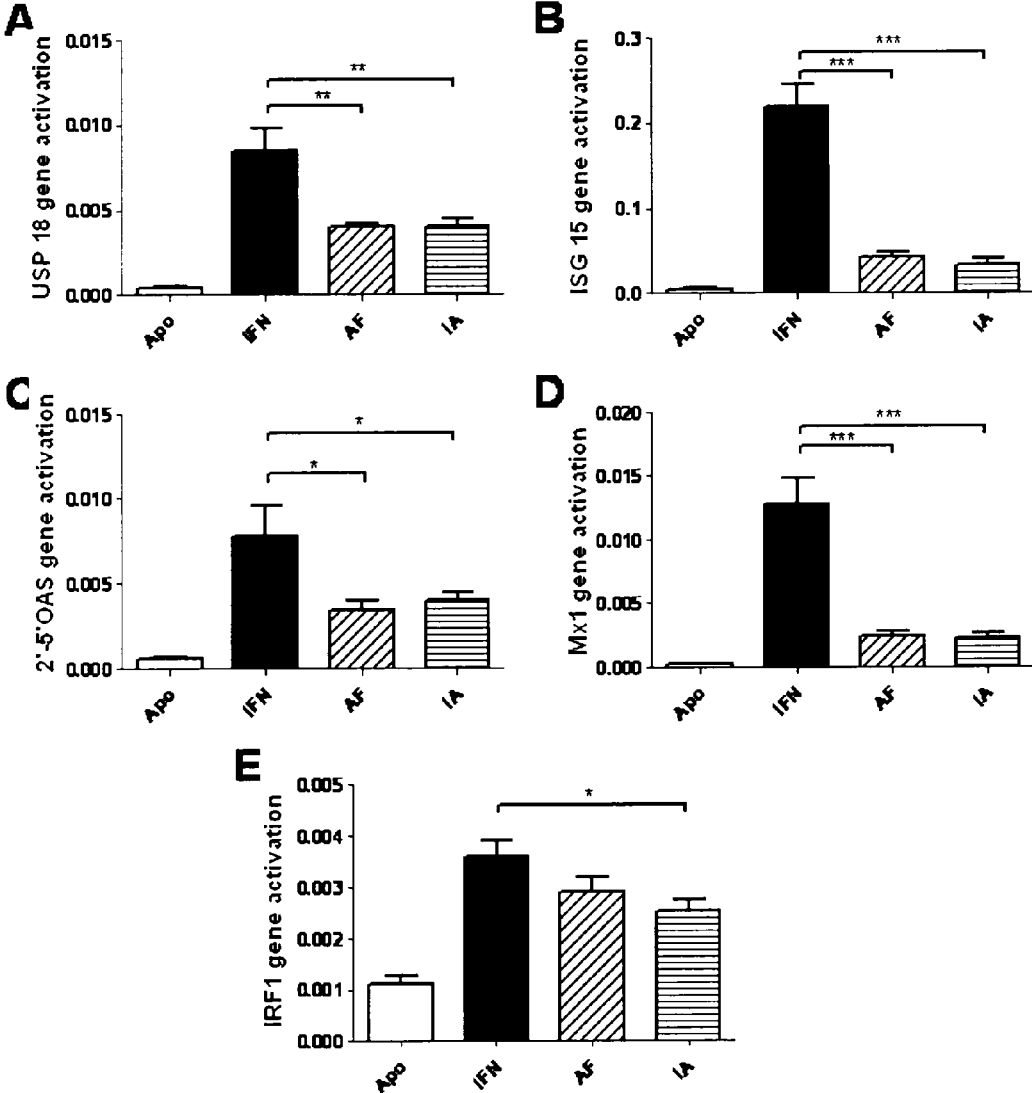 A
USP 18 gene activation
0.015
0.010
0.005
0.000
**
**
Apo
IFN
AF
IA
B
ISG 15 gene activation
0.3
0.2
0.1
0.0
***
***
Apo
IFN
AF
IA
C
2'-5'OAS gene activation
0.015
0.010
0.005
0.000
*
*
Apo
IFN
AF
IA
D
Mx1 gene activation
0.020
0.015
0.010
0.005
0.000
***
***
Apo
IFN
AF
IA
E
IRF1 gene activation
0.005
0.004
0.003
0.002
0.001
0.000
*
Apo
IFN
AF
IA